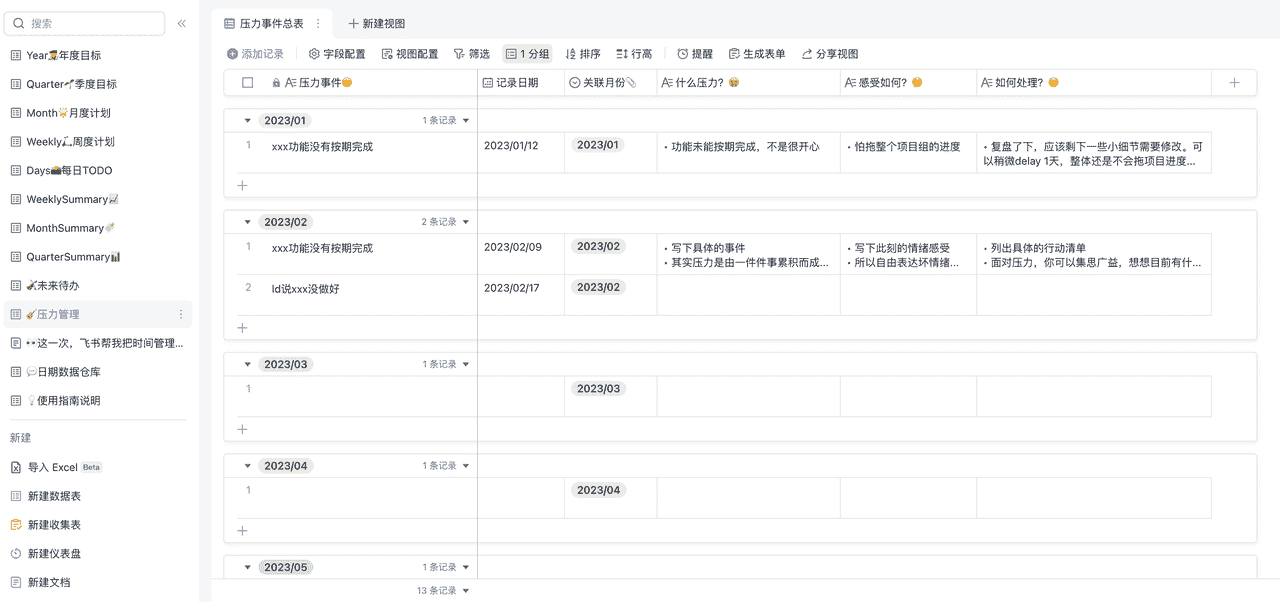 搜索
Year年度目标
Quarter季度目标
Month月度计划
Weekly周度计划
Days每日TODO
WeeklySummary
MonthSummary
QuarterSummary
未来待办
压力管理
这一次，飞书帮我把时间管理...
日期数据仓库
使用指南说明
新建
导入 Excel Beta
新建数据表
新建收集表
新建仪表盘
新建文档
压力事件总表 新建视图
添加记录 字段配置 视图配置 筛选 1 分组 排序 行高 提醒 生成表单 分享视图
压力事件 记录日期 关联月份 什么压力? 感受如何? 如何处理?
2023/01 1 条记录
1 xxx功能没有按期完成 2023/01/12 2023/01 • 功能未能按期完成，不是很开心 • 怕拖整个项目组的进度 • 复盘了下，应该剩下一些小细节需要修改。可
以稍微delay 1天，整体还是不会拖项目进度...
2023/02 2 条记录
1 xxx功能没有按期完成 2023/02/09 2023/02 • 写下具体的事件 • 写下此刻的情绪感受 • 列出具体的行动清单
• 其实压力是由一件件事累积而成... • 所以自由表达坏情绪... • 面对压力，你可以集思广益，想想目前有什...
2 ld说xxx没做好 2023/02/17 2023/02
2023/03 1 条记录
1 2023/03
2023/04 1 条记录
1 2023/04
2023/05 1 条记录
13 条记录